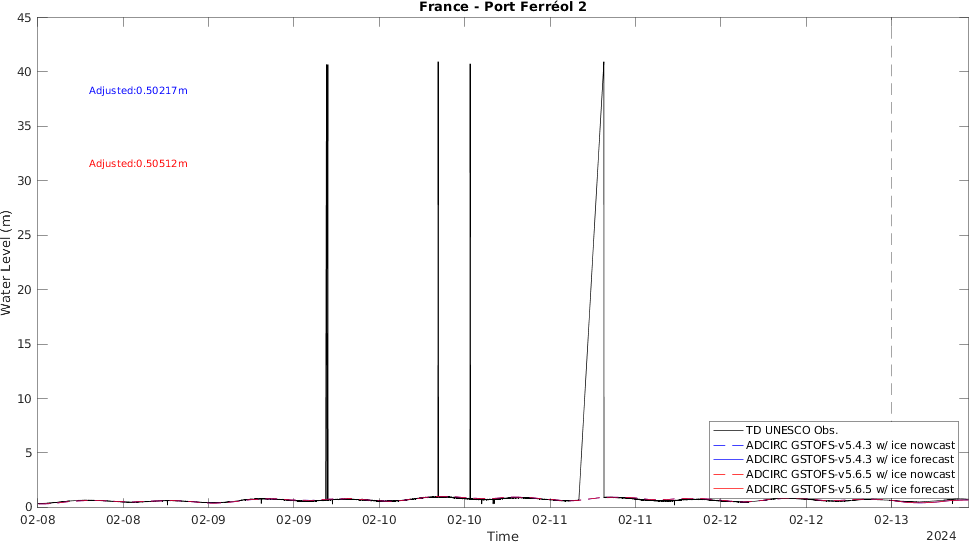 France - Port Ferréol 2
45
40
35
30
25
20
15
10
5
0
Water Level (m)
Adjusted:0.50217m
Adjusted:0.50512m
TD UNESCO Obs.
ADCIRC GSTOFS-v5.4.3 w/ ice nowcast
ADCIRC GSTOFS-v5.4.3 w/ ice forecast
ADCIRC GSTOFS-v5.6.5 w/ ice nowcast
ADCIRC GSTOFS-v5.6.5 w/ ice forecast
02-08 02-08 02-09 02-09 02-10 02-10 02-11 02-11 02-12 02-12 02-13
Time
2024